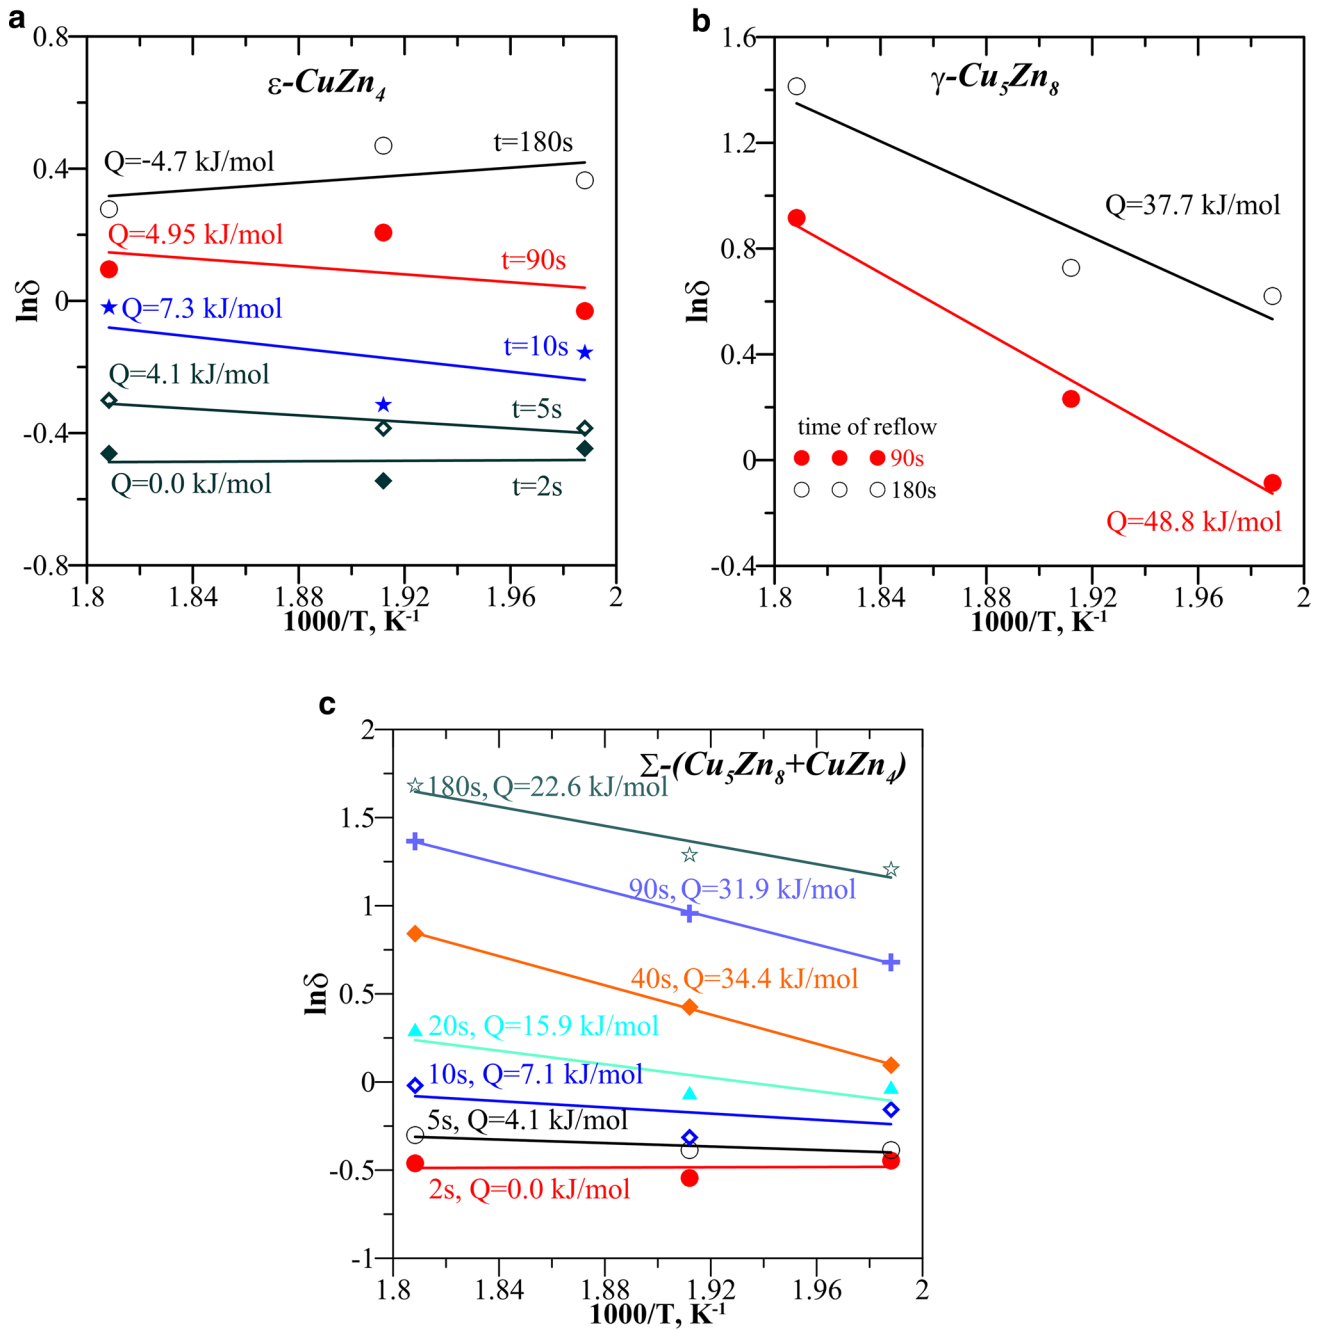 a
ε-CuZn4
0.8
0.4
0
-0.4
-0.8
lnδ
Q=-4.7 kJ/mol
t=180s
Q=4.95 kJ/mol
t=90s
Q=7.3 kJ/mol
t=10s
Q=4.1 kJ/mol
t=5s
Q=0.0 kJ/mol
t=2s
1.8 1.84 1.88 1.92 1.96 2
1000/T, K-1
b
γ-Cu5Zn8
1.6
1.2
0.8
0.4
0
-0.4
lnδ
Q=37.7 kJ/mol
time of reflow
90s
180s
Q=48.8 kJ/mol
1.8 1.84 1.88 1.92 1.96 2
1000/T, K-1
c
Σ-(Cu5Zn8+CuZn4)
2
1.5
1
0.5
0
-0.5
-1
lnδ
180s, Q=22.6 kJ/mol
90s, Q=31.9 kJ/mol
40s, Q=34.4 kJ/mol
20s, Q=15.9 kJ/mol
10s, Q=7.1 kJ/mol
5s, Q=4.1 kJ/mol
2s, Q=0.0 kJ/mol
1.8 1.84 1.88 1.92 1.96 2
1000/T, K-1